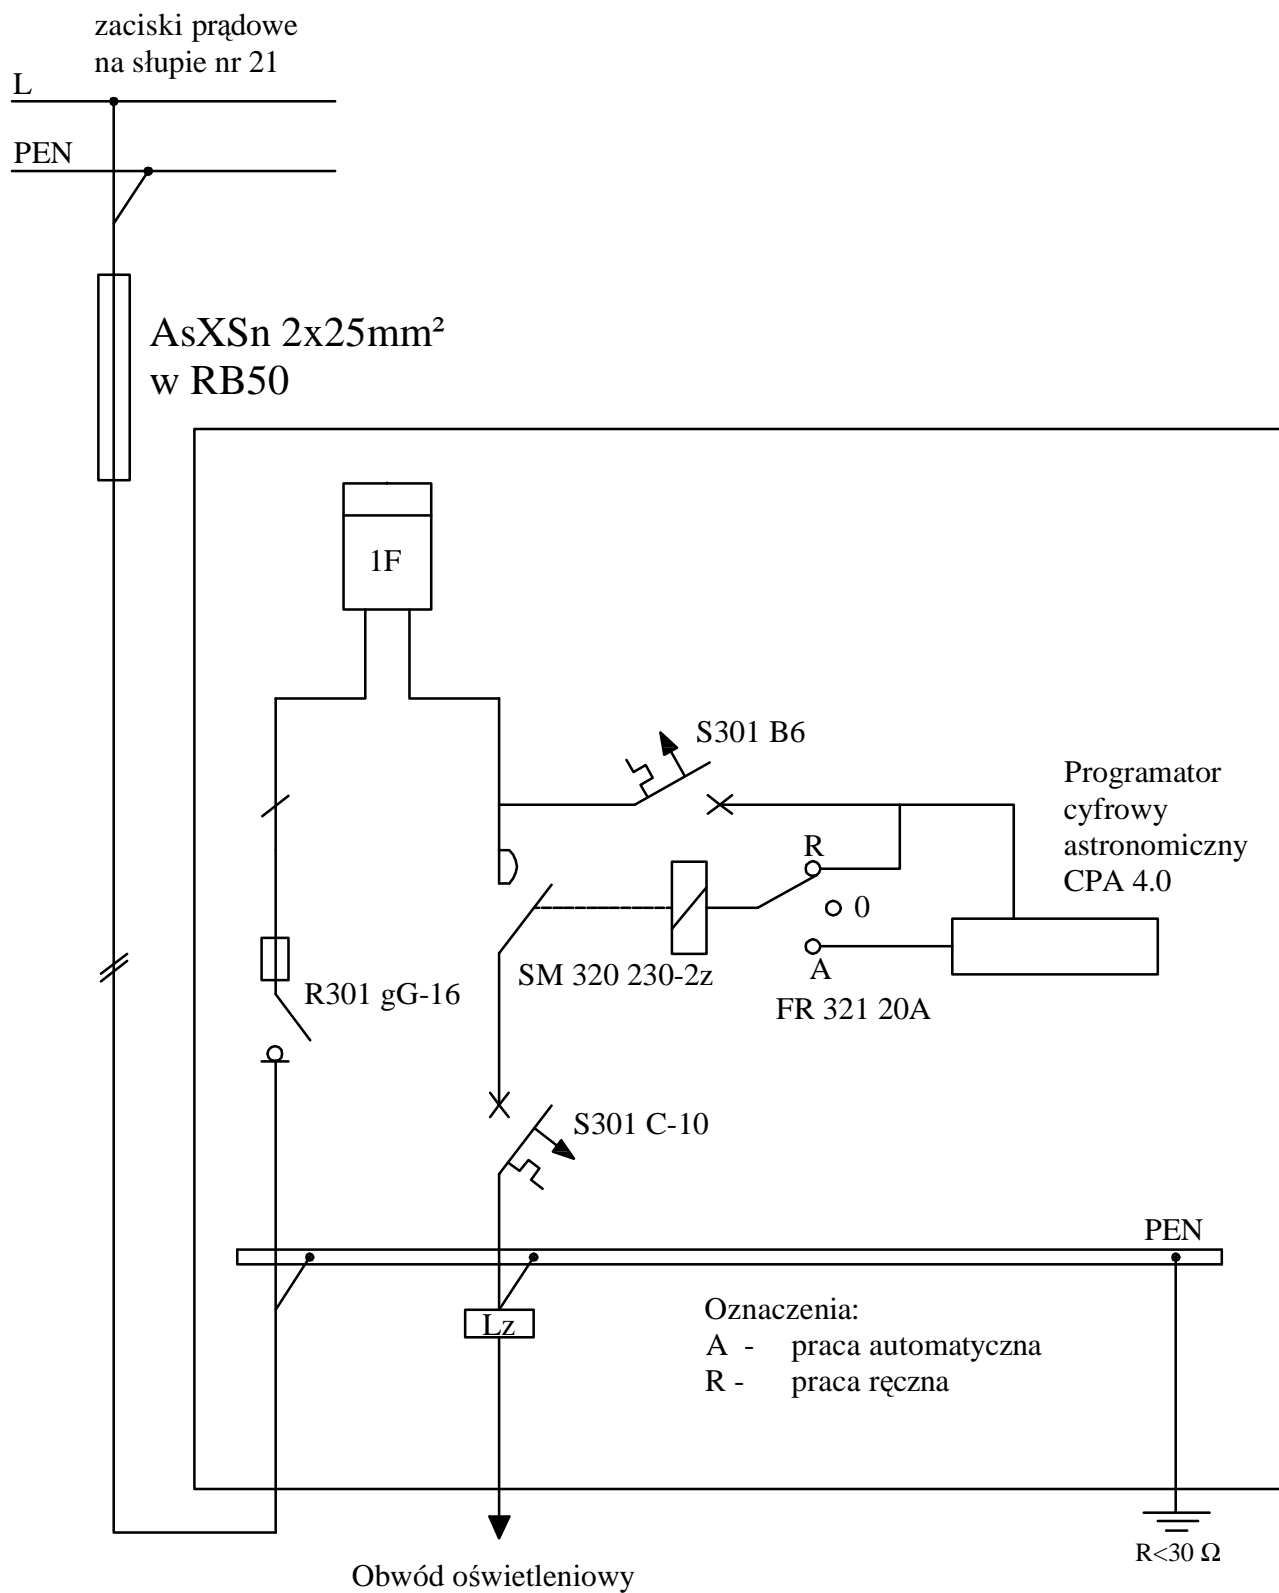 zaciski prądowe
na słupie nr 21
L
PEN
AsXSn 2x25mm²
w RB50
1F
S301 B6
Programator
cyfrowy
astronomiczny
CPA 4.0
R
0
A
SM 320 230-2z
R301 gG-16
FR 321 20A
S301 C-10
PEN
Lz
Oznaczenia:
A - praca automatyczna
R - praca ręczna
R<30 Ω
Obwód oświetleniowy